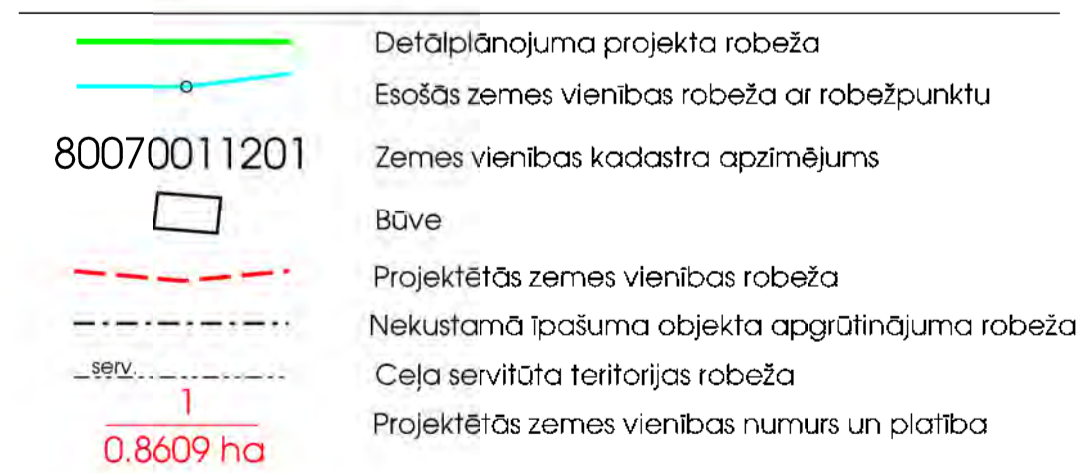 Detālplānojuma projekta robeža
Esošās zemes vienības robeža ar robežpunktu
80070011201 Zemes vienības kadastra apzīmējums
Būve
Projektētās zemes vienības robeža
Nekustamā īpašuma objekta apgrūtinājuma robeža
serv. Ceļa servitūta teritorijas robeža
1
0.8609 ha
Projektētās zemes vienības numurs un platība